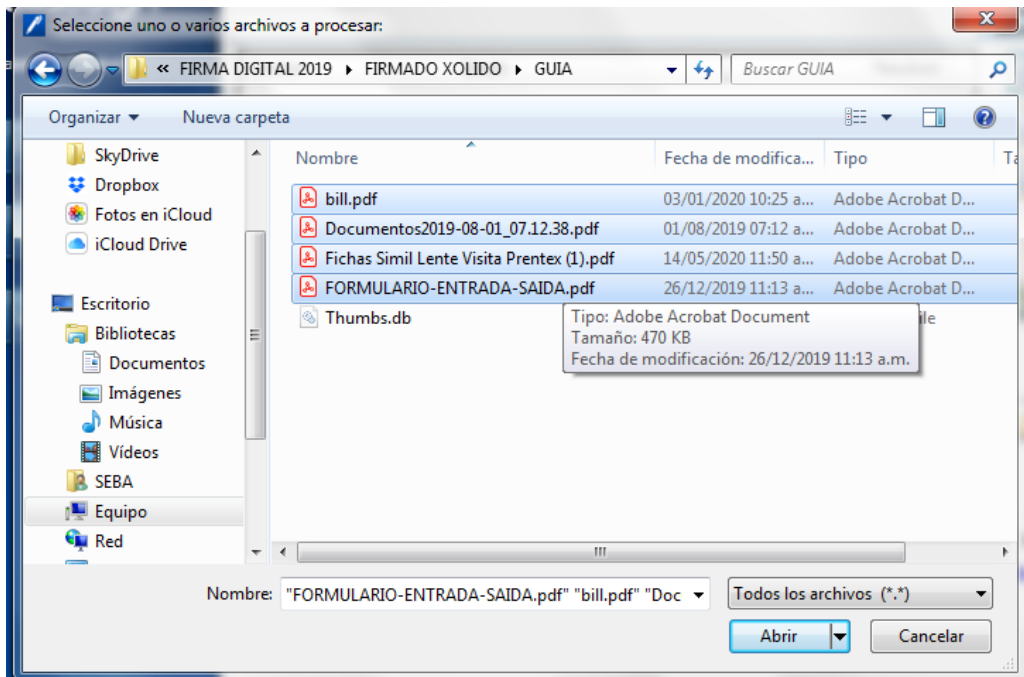 Seleccione uno o varios archivos a procesar:
« FIRMA DIGITAL 2019 ▸ FIRMADO XOLIDO ▸ GUIA
Buscar GUIA
Organizar
Nueva carpeta
SkyDrive
Dropbox
Fotos en iCloud
iCloud Drive
Escritorio
Bibliotecas
Documentos
Imágenes
Música
Vídeos
SEBA
Equipo
Red
Nombre Fecha de modifica... Tipo Ta
bill.pdf 03/01/2020 10:25 a... Adobe Acrobat D...
Documentos2019-08-01_07.12.38.pdf 01/08/2019 07:12 a... Adobe Acrobat D...
Fichas Simil Lente Visita Prentex (1).pdf 14/05/2020 11:50 a... Adobe Acrobat D...
FORMULARIO-ENTRADA-SAIDA.pdf 26/12/2019 11:13 a... Adobe Acrobat D...
Thumbs.db ile
Tipo: Adobe Acrobat Document
Tamaño: 470 KB
Fecha de modificación: 26/12/2019 11:13 a.m.
Nombre: "FORMULARIO-ENTRADA-SAIDA.pdf" "bill.pdf" "Doc
Todos los archivos (*.*)
Abrir
Cancelar